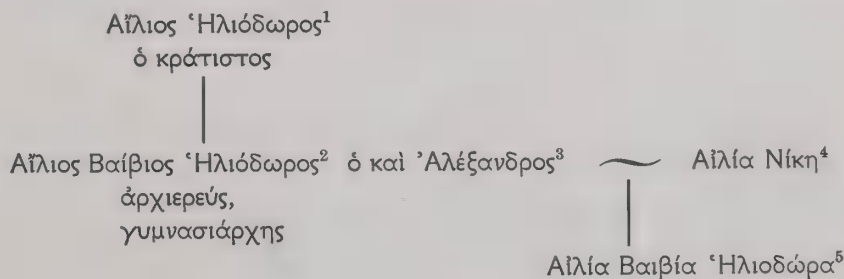 Αἴλιος Ἡλιόδωρος¹
ὁ κράτιστος
Αἴλιος Βαίβιος Ἡλιόδωρος² ὁ καὶ Ἀλέξανδρος³ Αἰλία Νίκη⁴
ἀρχιερεύς,
γυμνασιάρχης
Αἰλία Βαιβία Ἡλιοδώρα⁵